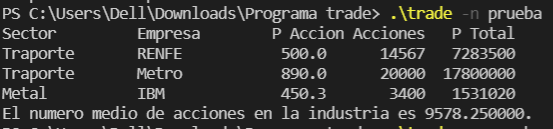 PS C:\Users\Dell\Downloads\Programa trade> .\trade -n prueba
Sector Empresa P Accion Acciones P Total
Traporte RENFE 500.0 14567 7283500
Traporte Metro 890.0 20000 17800000
Metal IBM 450.3 3400 1531020
El numero medio de acciones en la industria es 9578.250000.